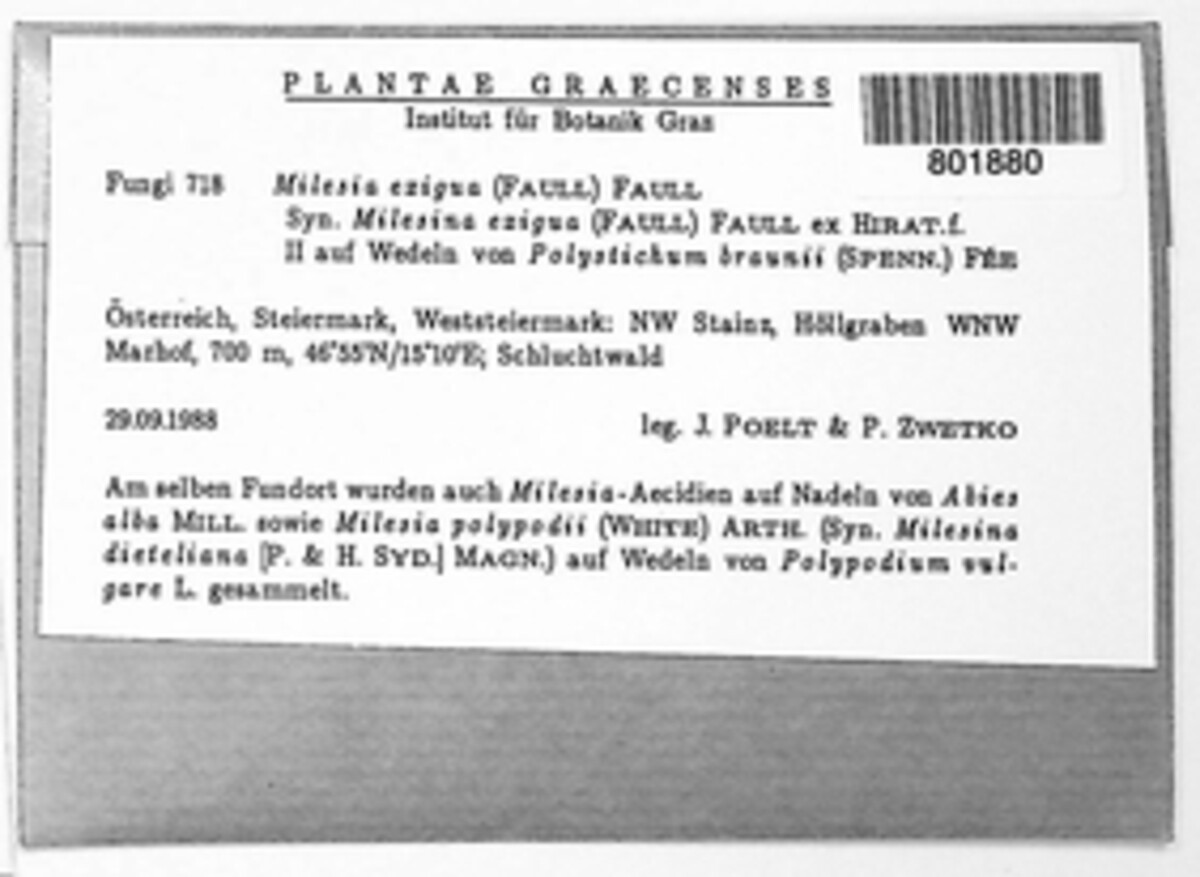 PLANTAE GRAECENSES
Institut für Botanik Graz
801880
Fungi 718 Milesia exigua (FAULL) FAULL
Syn. Milesina exigua (FAULL) FAULL ex HIRAT.f.
II auf Wedeln von Polystichum braunii (SPENN.) FÉE
Österreich, Steiermark, Weststeiermark: NW Stainz, Höllgraben WNW
Marhof, 700 m, 46°55'N/15°10'E; Schluchtwald
29.09.1988 leg. J. POELT & P. ZWETKO
Am selben Fundort wurden auch Milesia-Aecidien auf Nadeln von Abies
alba MILL. sowie Milesia polypodii (WHITE) ARTH. (Syn. Milesina
dieteliana [P. & H. SYD.] MAGN.) auf Wedeln von Polypodium vul-
gare L. gesammelt.